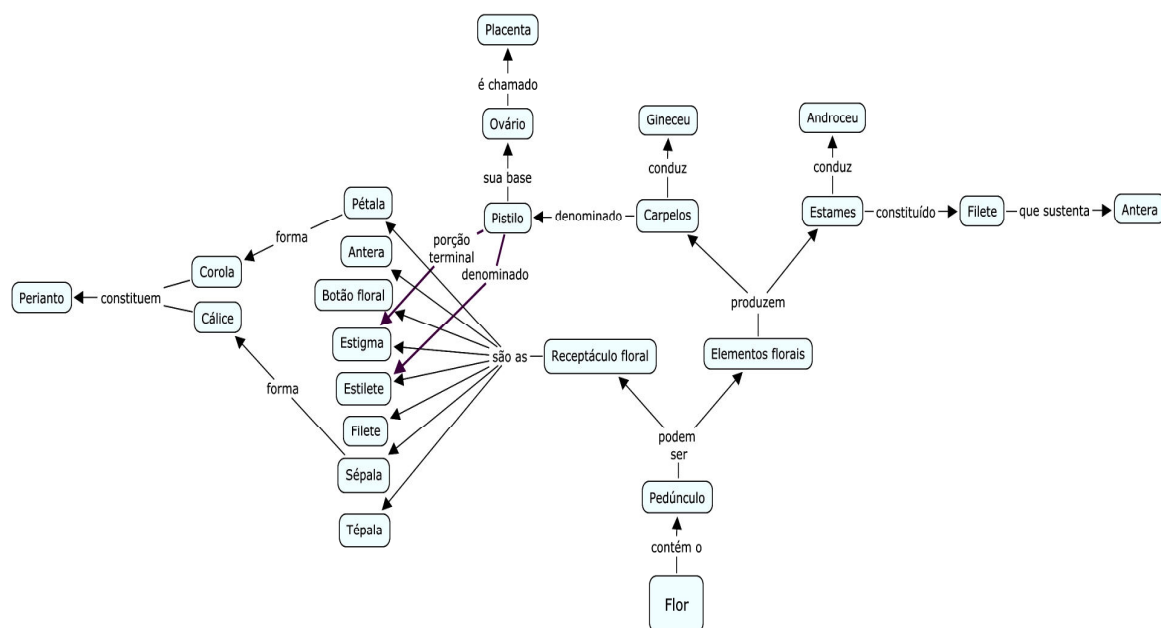 Placenta
é chamado
Ovário
Gineceu
Androceu
sua base
conduz
conduz
Pétala
Pistilo
denominado
Carpelos
Estames
constituído
Filete
que sustenta
Antera
forma
porção
terminal
Antera
denominado
Corola
Perianto
constituem
Botão floral
Cálice
Estigma
produzem
são as
Receptáculo floral
Elementos florais
forma
Estilete
Filete
podem
ser
Sépala
Pedúnculo
Tépala
contém o
Flor